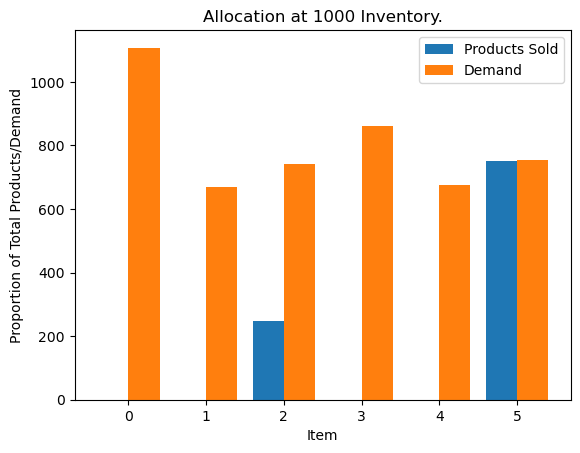 Allocation at 1000 Inventory.
Products Sold
Demand
Proportion of Total Products/Demand
1000
800
600
400
200
0
0 1 2 3 4 5
Item